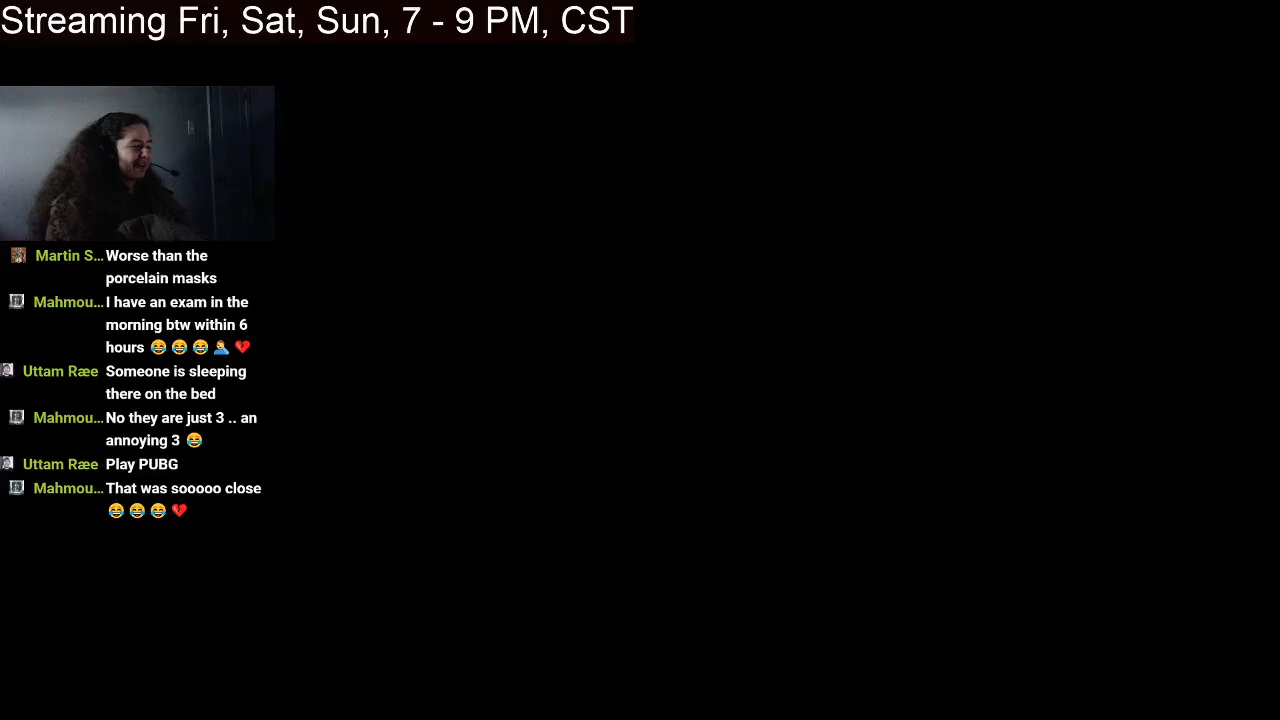 Streaming Fri, Sat, Sun, 7 - 9 PM, CST
Martin S... Worse than the
porcelain masks
Mahmou... I have an exam in the
morning btw within 6
hours 😂 😂 😂 🤦‍♂️ 💔
Uttam Ræe Someone is sleeping
there on the bed
Mahmou... No they are just 3 .. an
annoying 3 😂
Uttam Ræe Play PUBG
Mahmou... That was sooooo close
😂 😂 😂 💔